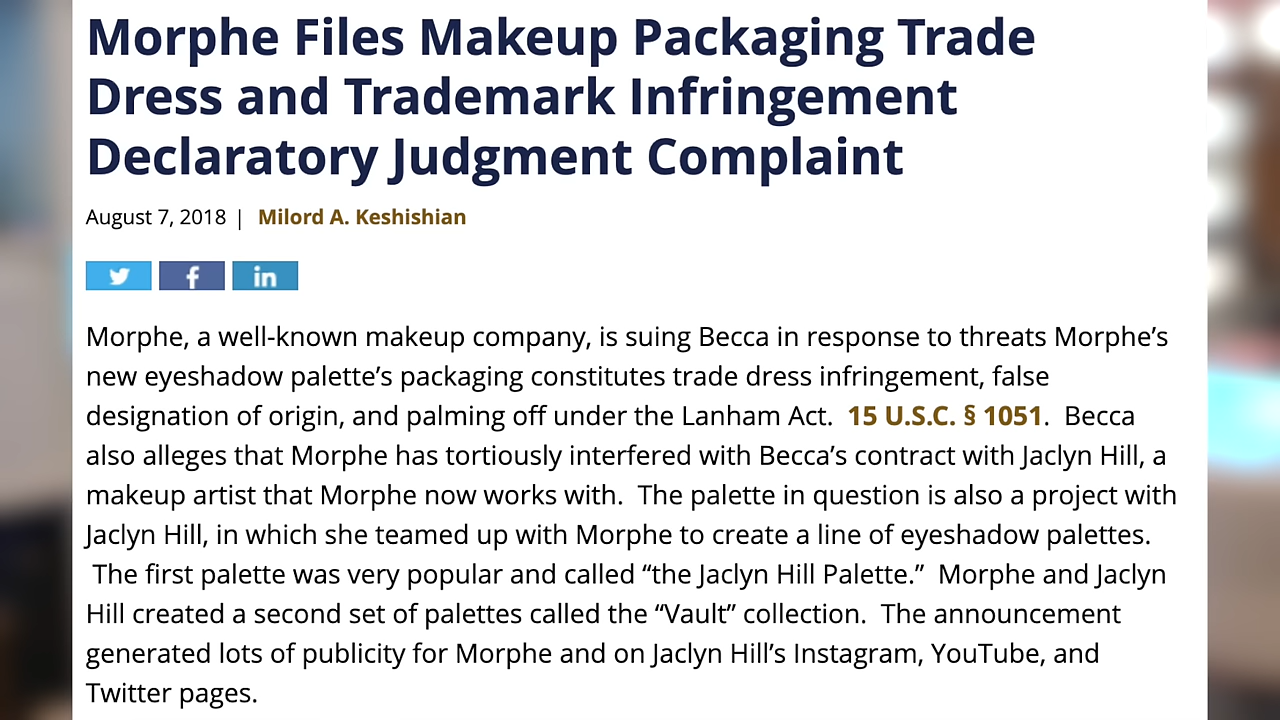 Morphe Files Makeup Packaging Trade
Dress and Trademark Infringement
Declaratory Judgment Complaint
August 7, 2018 | Milord A. Keshishian
f in
Morphe, a well-known makeup company, is suing Becca in response to threats Morphe’s
new eyeshadow palette’s packaging constitutes trade dress infringement, false
designation of origin, and palming off under the Lanham Act. 15 U.S.C. § 1051. Becca
also alleges that Morphe has tortiously interfered with Becca’s contract with Jaclyn Hill, a
makeup artist that Morphe now works with. The palette in question is also a project with
Jaclyn Hill, in which she teamed up with Morphe to create a line of eyeshadow palettes.
The first palette was very popular and called “the Jaclyn Hill Palette.” Morphe and Jaclyn
Hill created a second set of palettes called the “Vault” collection. The announcement
generated lots of publicity for Morphe and on Jaclyn Hill’s Instagram, YouTube, and
Twitter pages.